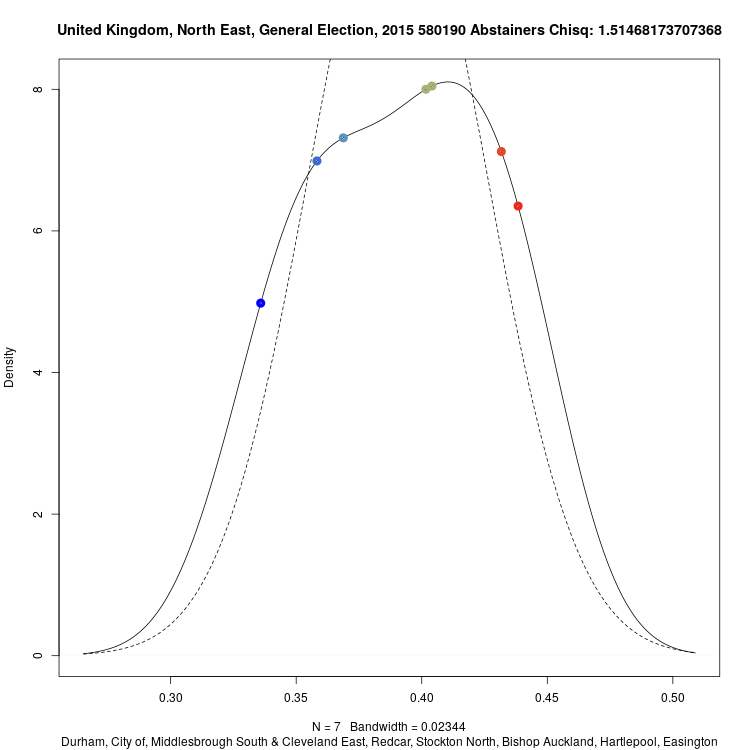 United Kingdom, North East, General Election, 2015 580190 Abstainers Chisq: 1.51468173707368
Density
8
6
4
2
0
0.30 0.35 0.40 0.45 0.50
N = 7 Bandwidth = 0.02344
Durham, City of, Middlesbrough South & Cleveland East, Redcar, Stockton North, Bishop Auckland, Hartlepool, Easington